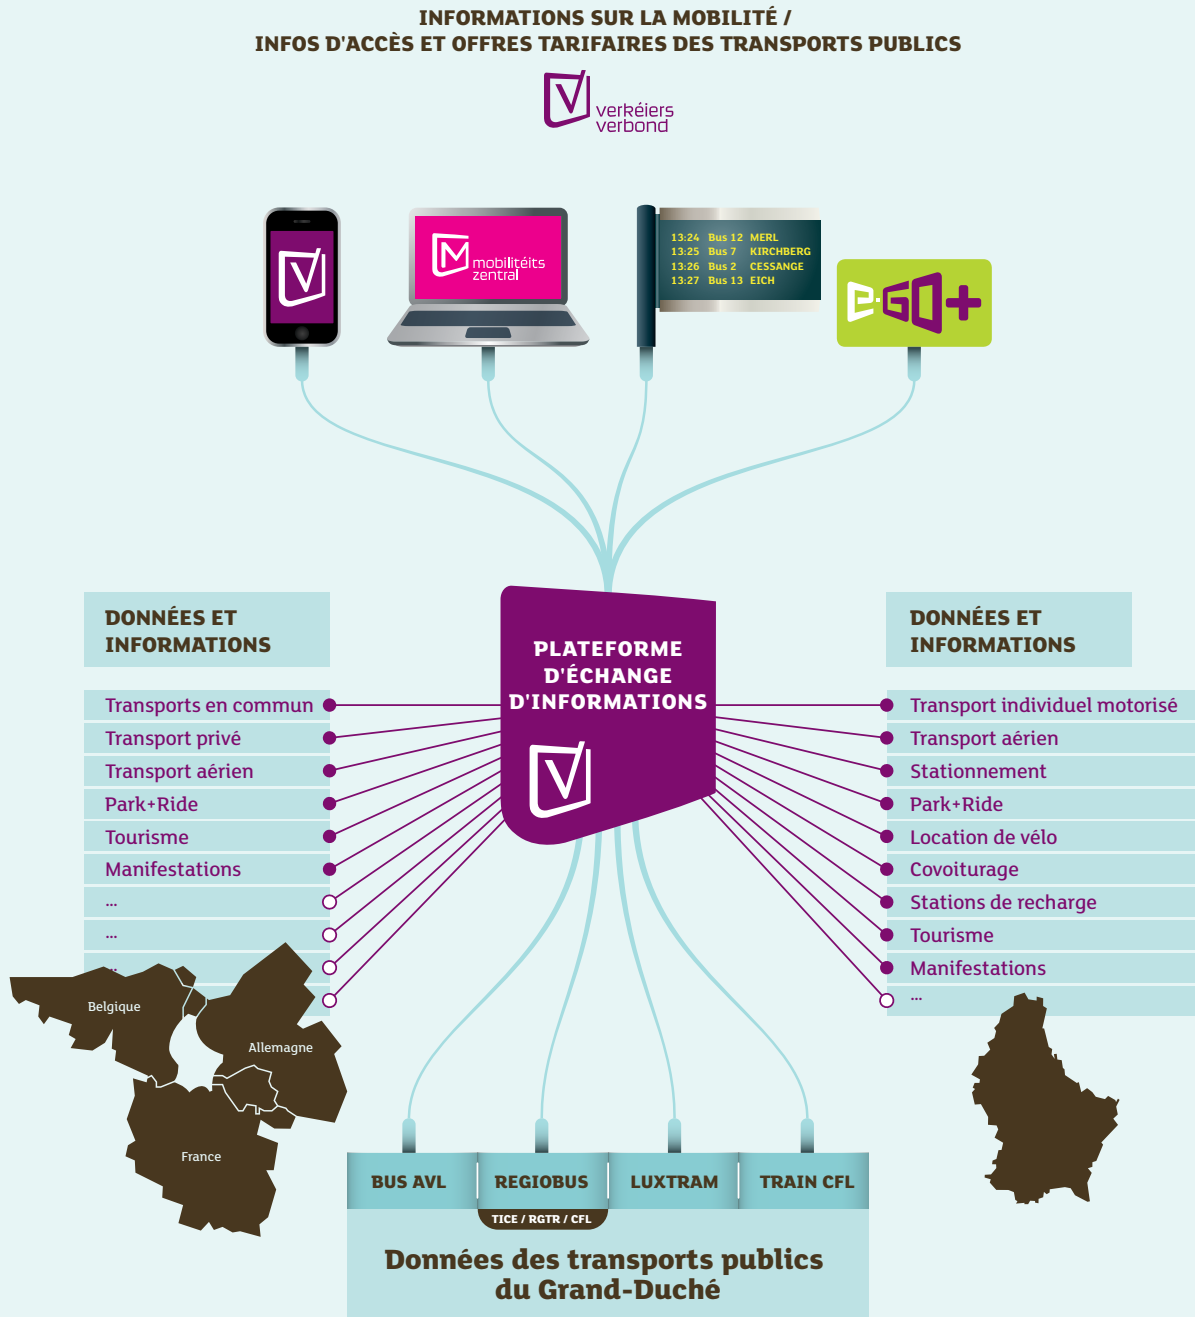 INFORMATIONS SUR LA MOBILITÉ /
INFOS D'ACCÈS ET OFFRES TARIFAIRES DES TRANSPORTS PUBLICS
verkéiers
verbond
mobilitéits
zentral
13:24 Bus 12 MERL
13:25 Bus 7 KIRCHBERG
13:26 Bus 2 CESSANGE
13:27 Bus 13 EICH
e-GO+
PLATEFORME
D'ÉCHANGE
D'INFORMATIONS
DONNÉES ET
INFORMATIONS
Transports en commun
Transport privé
Transport aérien
Park+Ride
Tourisme
Manifestations
...
...
...
DONNÉES ET
INFORMATIONS
Transport individuel motorisé
Transport aérien
Stationnement
Park+Ride
Location de vélo
Covoiturage
Stations de recharge
Tourisme
Manifestations
...
Belgique
Allemagne
France
BUS AVL
REGIOBUS
LUXTRAM
TRAIN CFL
TICE / RGTR / CFL
Données des transports publics
du Grand-Duché